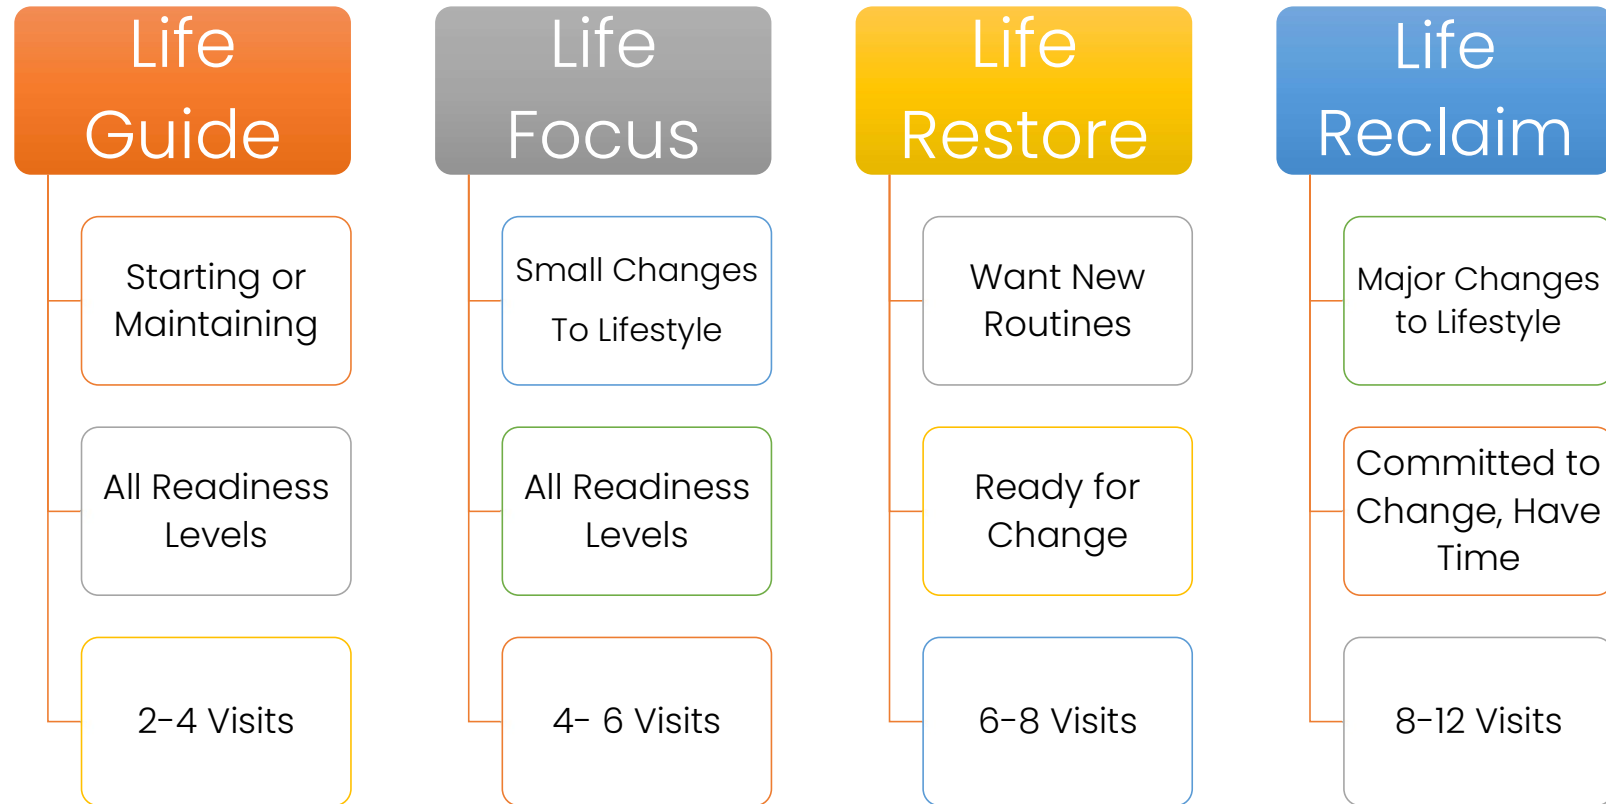 Life
Guide
Starting or
Maintaining
All Readiness
Levels
2-4 Visits
Life
Focus
Small Changes
To Lifestyle
All Readiness
Levels
4- 6 Visits
Life
Restore
Want New
Routines
Ready for
Change
6-8 Visits
Life
Reclaim
Major Changes
to Lifestyle
Committed to
Change, Have
Time
8-12 Visits